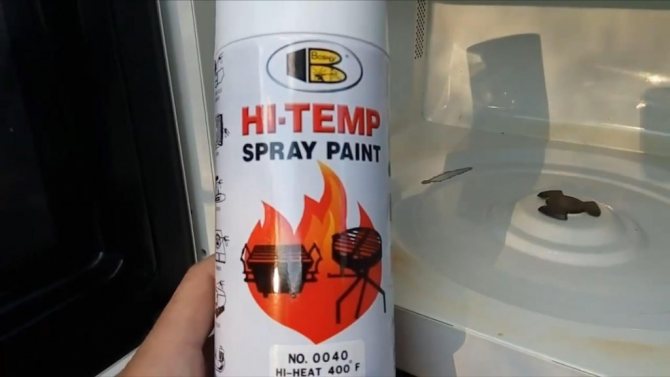 B
HI-TEMP
SPRAY PAINT
NO. 0040
HI-HEAT 400°F